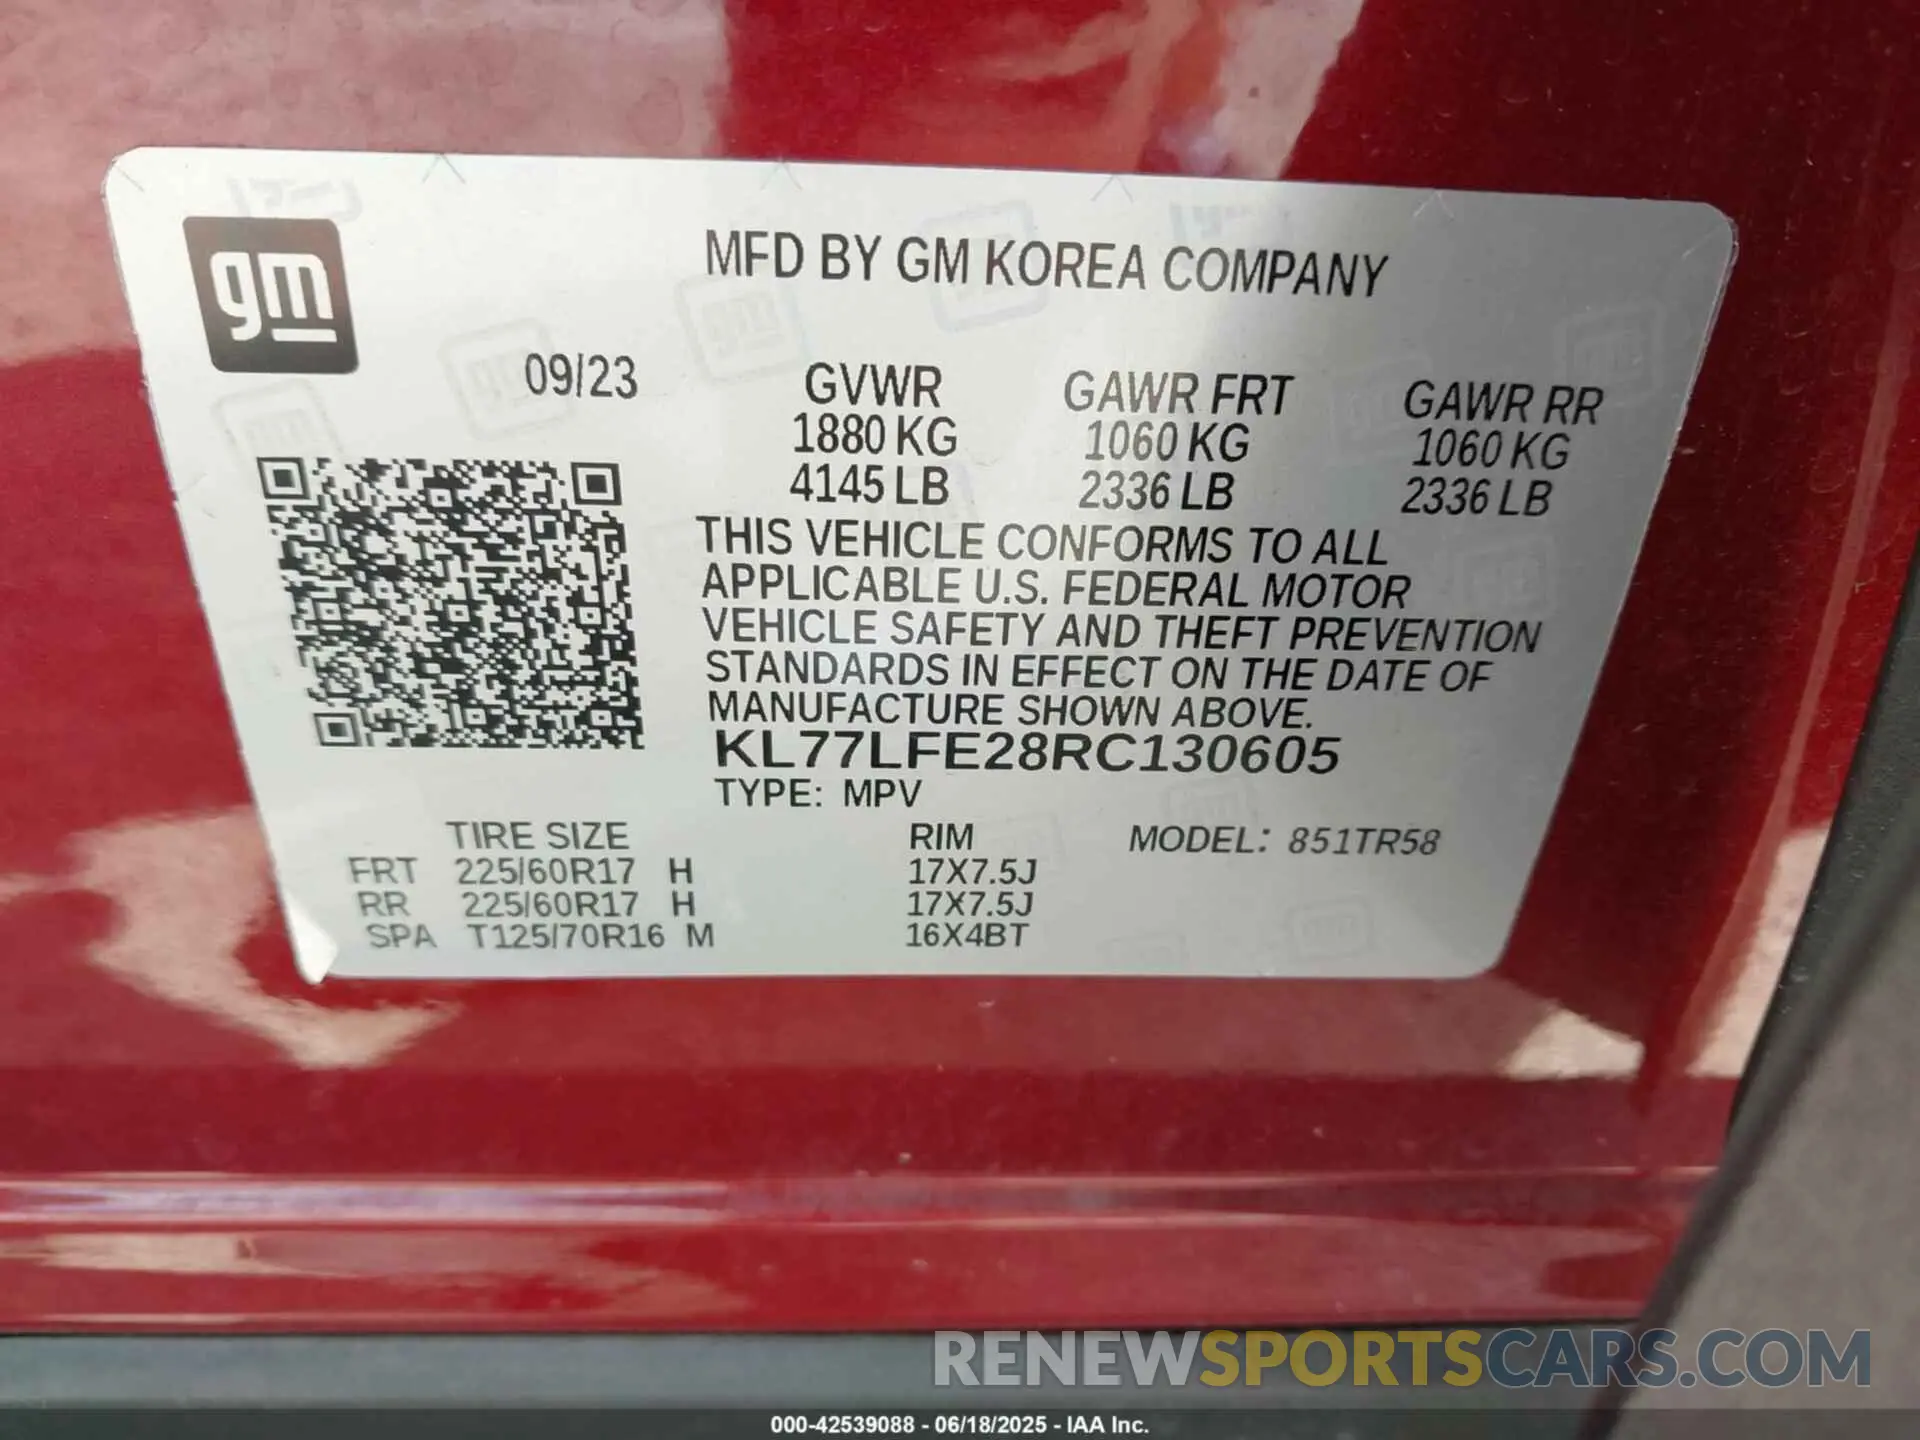 gm
MFD BY GM KOREA COMPANY
09/23
GVWR GAWR FRT GAWR RR
1880 KG 1060 KG 1060 KG
4145 LB 2336 LB 2336 LB
THIS VEHICLE CONFORMS TO ALL
APPLICABLE U.S. FEDERAL MOTOR
VEHICLE SAFETY AND THEFT PREVENTION
STANDARDS IN EFFECT ON THE DATE OF
MANUFACTURE SHOWN ABOVE.
KL77LFE28RC130605
TYPE: MPV
TIRE SIZE RIM MODEL: 851TR58
FRT 225/60R17 H 17X7.5J
RR 225/60R17 H 17X7.5J
SPA T125/70R16 M 16X4BT
RENEWSPORTSCARS.COM
000-42539088 - 06/18/2025 - IAA Inc.